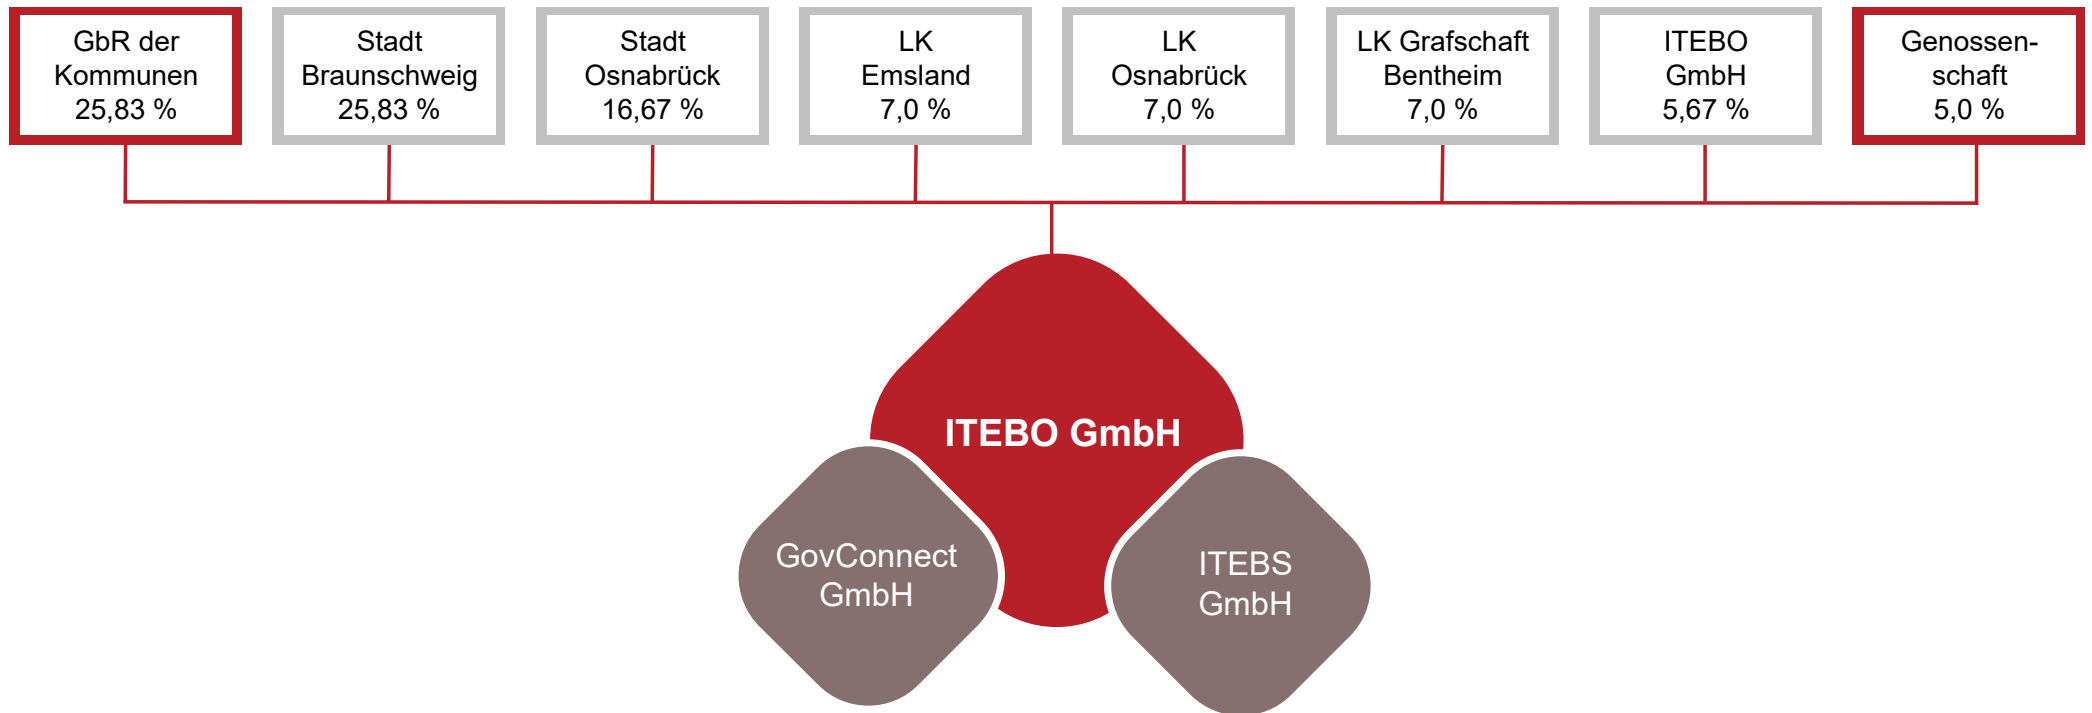 GbR der
Kommunen
25,83 %
Stadt
Braunschweig
25,83 %
Stadt
Osnabrück
16,67 %
LK
Emsland
7,0 %
LK
Osnabrück
7,0 %
LK Grafschaft
Bentheim
7,0 %
ITEBO
GmbH
5,67 %
Genossen-
schaft
5,0 %
ITEBO GmbH
GovConnect
GmbH
ITEBS
GmbH